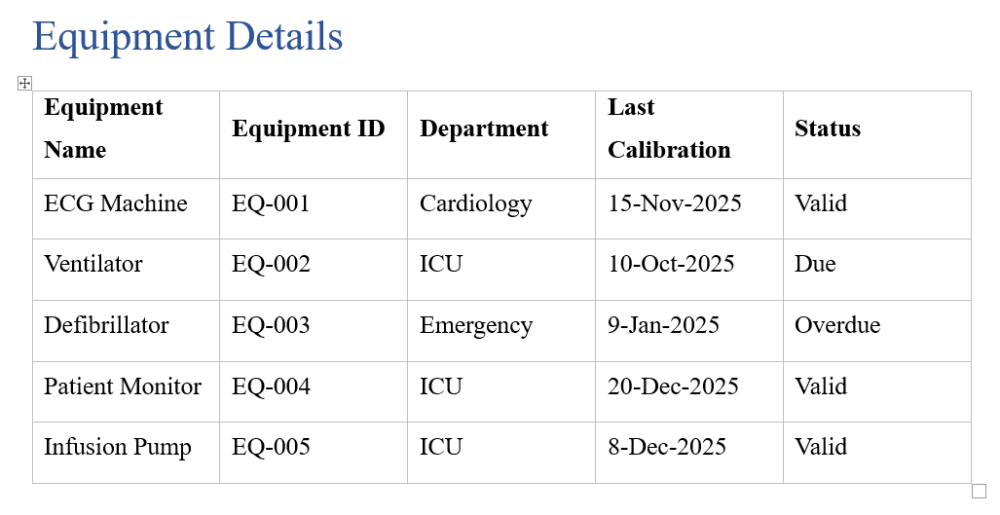 Equipment Details
Equipment Name Equipment ID Department Last Calibration Status
ECG Machine EQ-001 Cardiology 15-Nov-2025 Valid
Ventilator EQ-002 ICU 10-Oct-2025 Due
Defibrillator EQ-003 Emergency 9-Jan-2025 Overdue
Patient Monitor EQ-004 ICU 20-Dec-2025 Valid
Infusion Pump EQ-005 ICU 8-Dec-2025 Valid